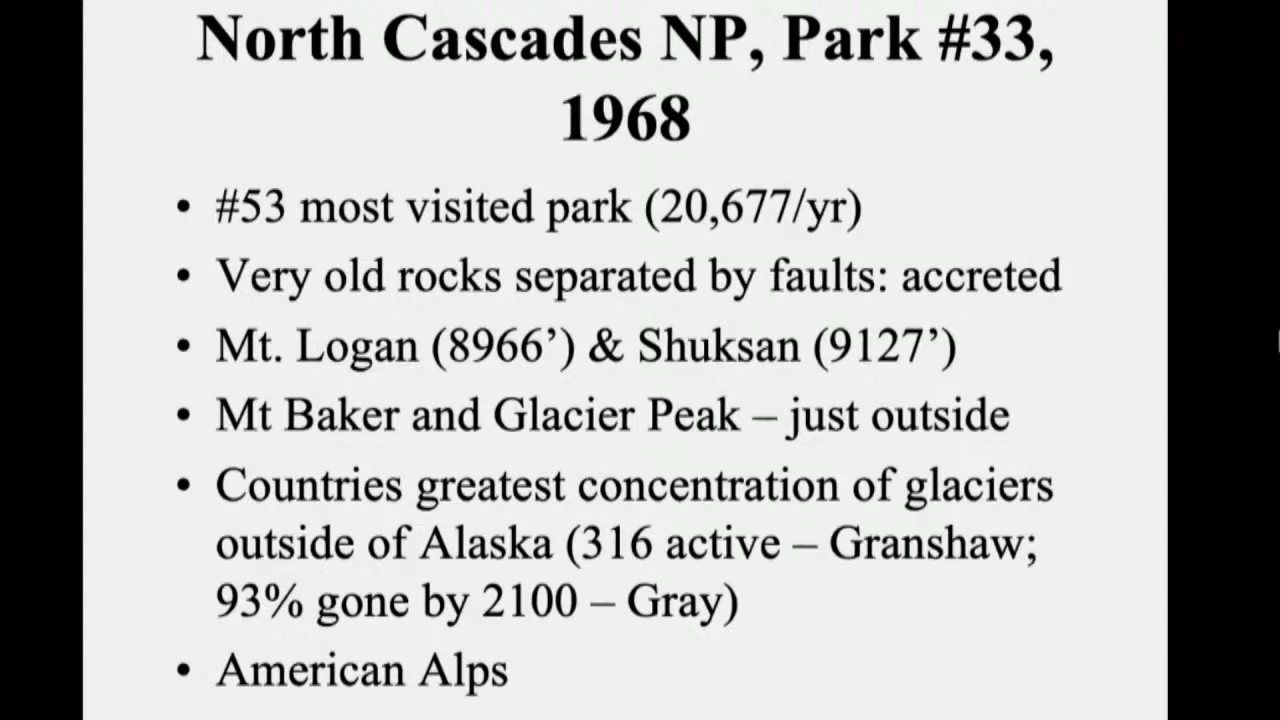 North Cascades NP, Park #33,
1968
• #53 most visited park (20,677/yr)
• Very old rocks separated by faults: accreted
• Mt. Logan (8966’) & Shuksan (9127’)
• Mt Baker and Glacier Peak – just outside
• Countries greatest concentration of glaciers
outside of Alaska (316 active – Granshaw;
93% gone by 2100 – Gray)
• American Alps